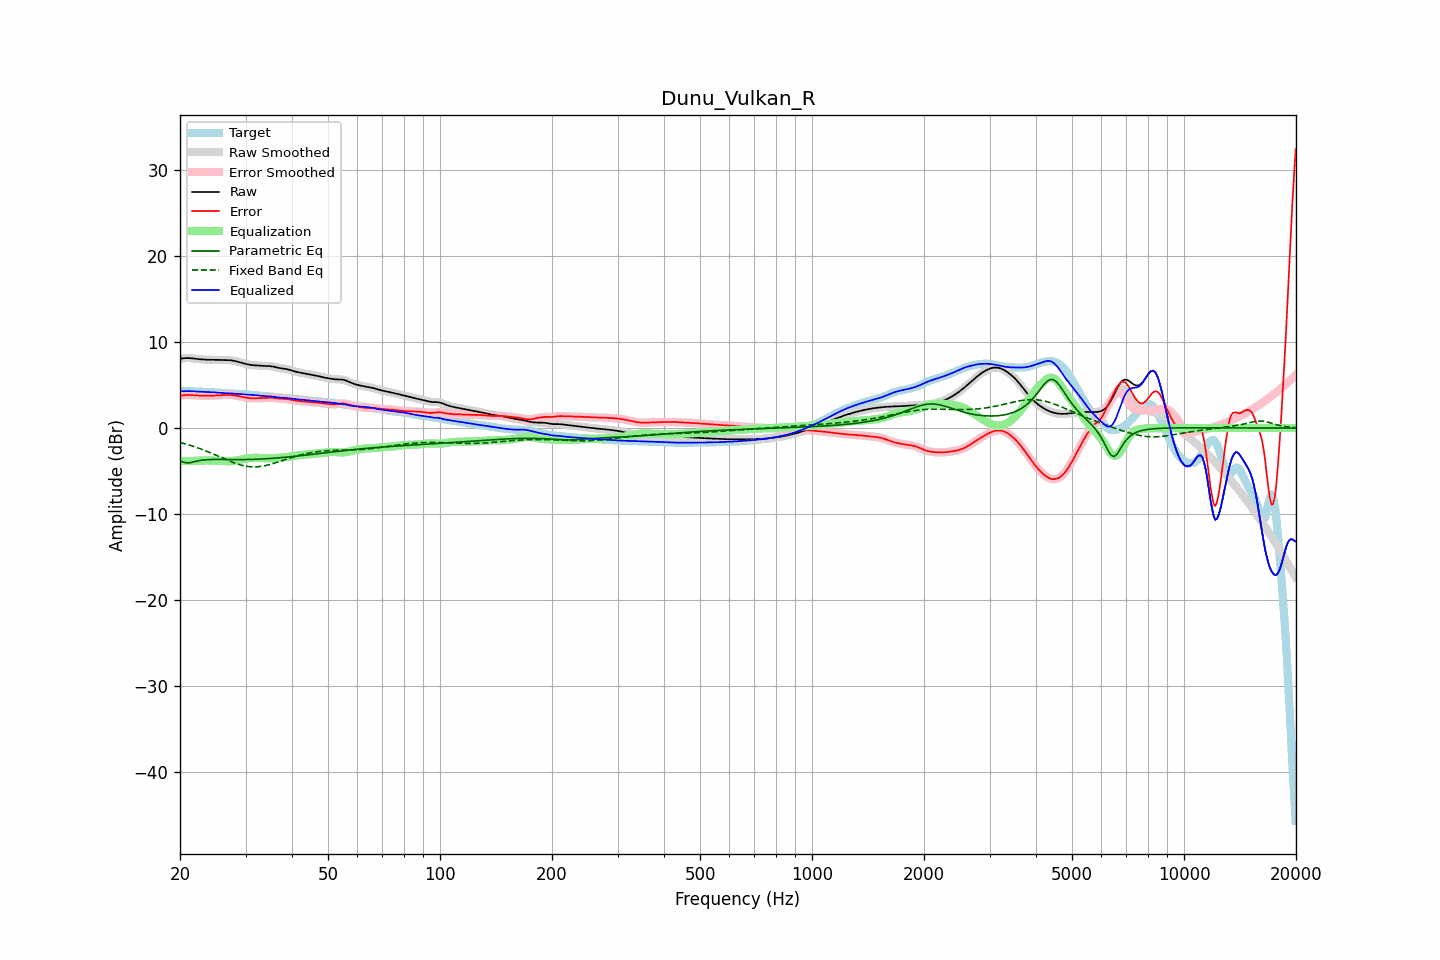 Dunu_Vulkan_R
Target
Raw Smoothed
Error Smoothed
Raw
Error
Equalization
Parametric Eq
Fixed Band Eq
Equalized
30
20
10
0
−10
−20
−30
−40
Amplitude (dBr)
20
50
100
200
500
1000
2000
5000
10000
20000
Frequency (Hz)